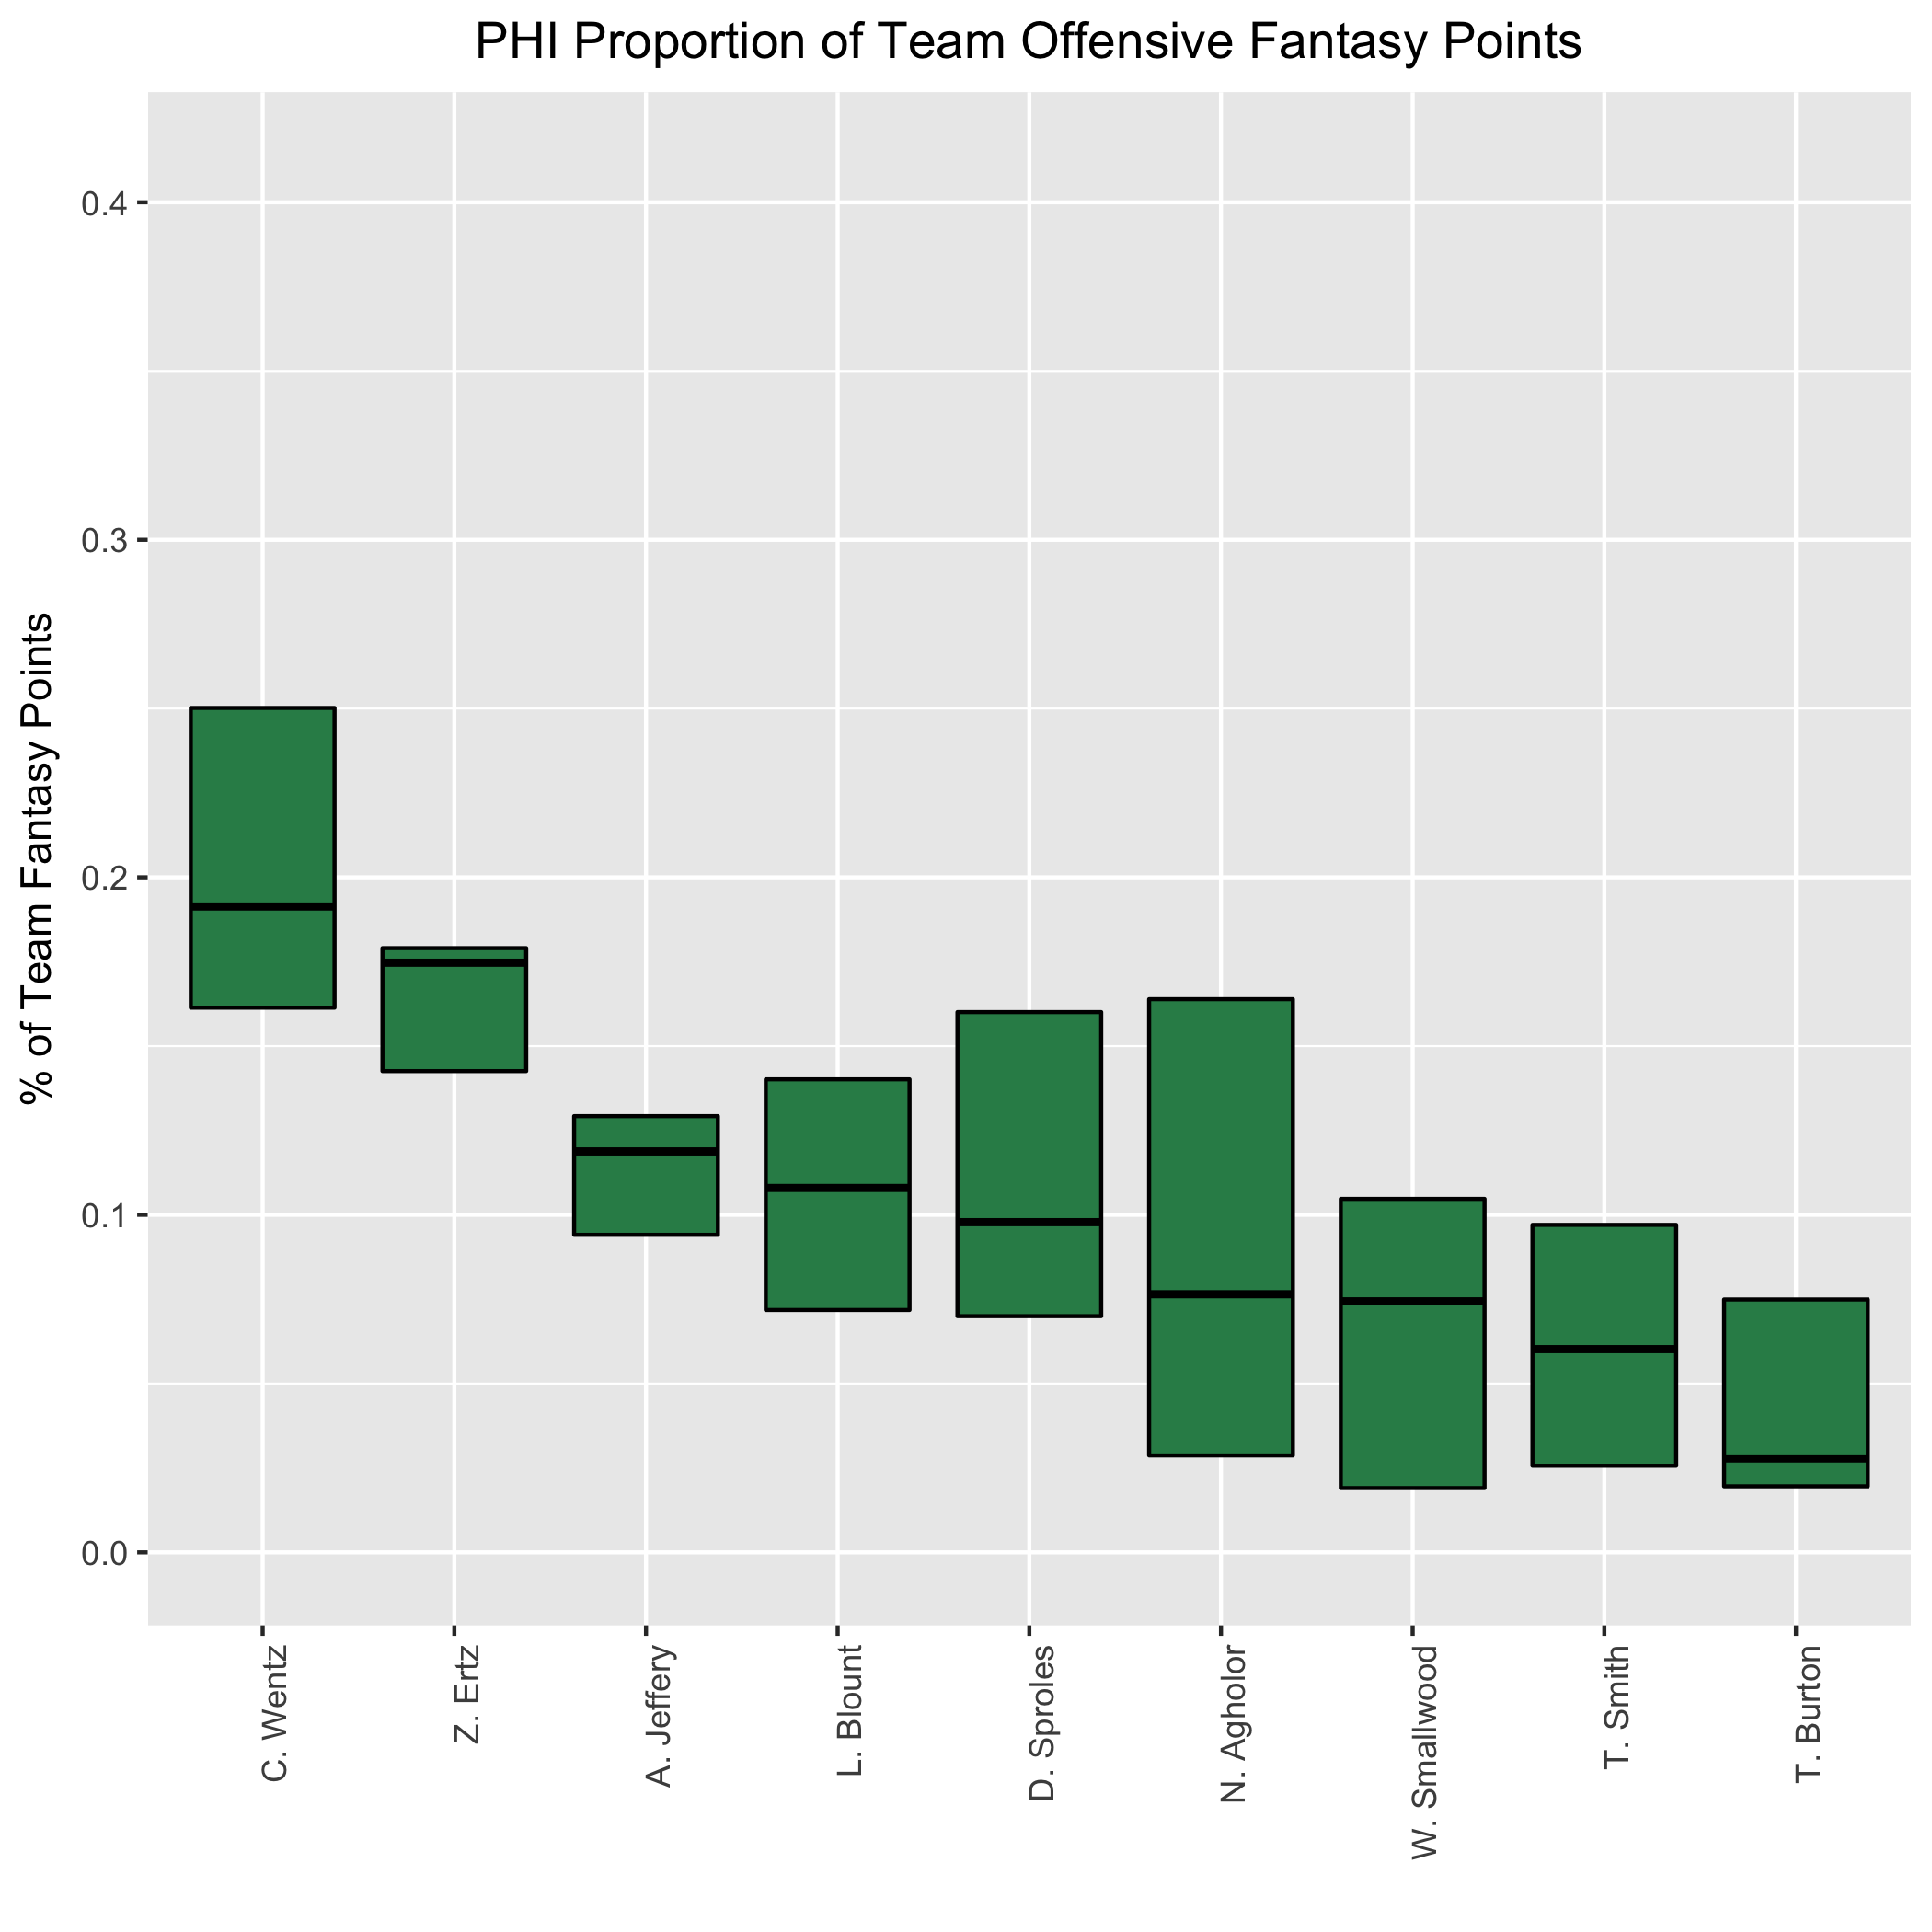 PHI Proportion of Team Offensive Fantasy Points
% of Team Fantasy Points
0.4
0.3
0.2
0.1
0.0
C. Wentz
Z. Ertz
A. Jeffery
L. Blount
D. Sproles
N. Agholor
W. Smallwood
T. Smith
T. Burton